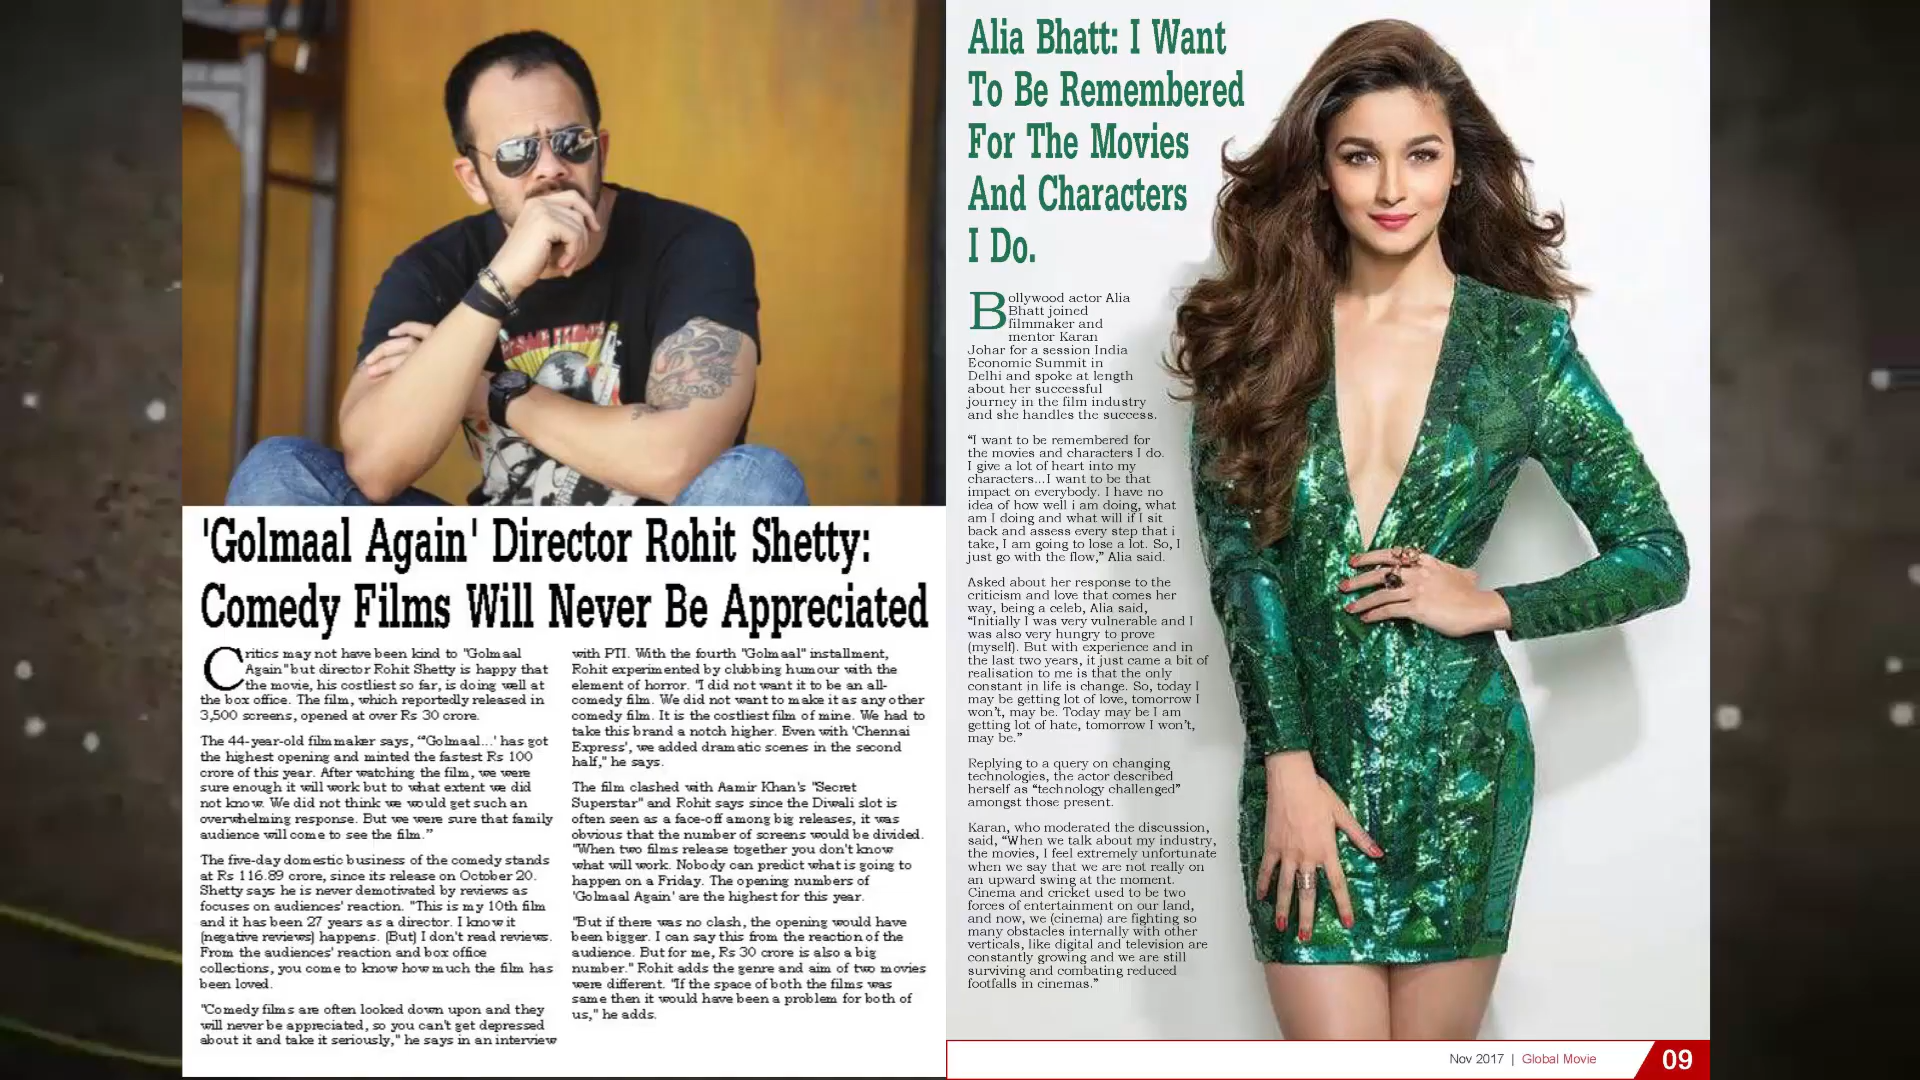 'Golmaal Again' Director Rohit Shetty:
Comedy Films Will Never Be Appreciated
Critics may not have been kind to "Golmaal
Again" but director Rohit Shetty is happy that
the movie, his costliest so far, is doing well at
the box office. The film, which reportedly released in
3,500 screens, opened at over Rs 30 crore.
The 44-year-old filmmaker says, "'Golmaal...' has got
the highest opening and minted the fastest Rs 100
crore of this year. After watching the film, we were
sure enough it will work but to what extent we did
not know. We did not think we would get such an
overwhelming response. But we were sure that family
audience will come to see the film."
The five-day domestic business of the comedy stands
at Rs 116.89 crore, since its release on October 20.
Shetty says he is never demotivated by reviews as
focuses on audiences' reaction. "This is my 10th film
and it has been 27 years as a director. I know it
(negative reviews) happens. (But) I don't read reviews.
From the audiences' reaction and box office
collections, you come to know how much the film has
been loved.
"Comedy films are often looked down upon and they
will never be appreciated, so you can't get depressed
about it and take it seriously," he says in an interview
with PTI. With the fourth "Golmaal" installment,
Rohit experimented by clubbing humour with the
element of horror. "I did not want it to be an all-
comedy film. We did not want to make it as any other
comedy film. It is the costliest film of mine. We had to
take this brand a notch higher. Even with 'Chennai
Express', we added dramatic scenes in the second
half," he says.
The film clashed with Aamir Khan's "Secret
Superstar" and Rohit says since the Diwali slot is
often seen as a face-off among big releases, it was
obvious that the number of screens would be divided.
"When two films release together you don't know
what will work. Nobody can predict what is going to
happen on a Friday. The opening numbers of
'Golmaal Again' are the highest for this year.
"But if there was no clash, the opening would have
been bigger. I can say this from the reaction of the
audience. But for me, Rs 30 crore is also a big
number." Rohit adds the genre and aim of two movies
were different. "If the space of both the films was
same then it would have been a problem for both of
us," he adds.
Alia Bhatt: I Want
To Be Remembered
For The Movies
And Characters
I Do.
Bollywood actor Alia
Bhatt joined
filmmaker and
mentor Karan
Johar for a session India
Economic Summit in
Delhi and spoke at length
about her successful
journey in the film industry
and she handles the success.
“I want to be remembered for
the movies and characters I do.
I give a lot of heart into my
characters...I want to be that
impact on everybody. I have no
idea of how well i am doing, what
am I doing and what will if I sit
back and assess every step that i
take, I am going to lose a lot. So, I
just go with the flow,” Alia said.
Asked about her response to the
criticism and love that comes her
way, being a celeb, Alia said,
“Initially I was very vulnerable and I
was also very hungry to prove
(myself). But with experience and in
the last two years, it just came a bit of
realisation to me is that the only
constant in life is change. So, today I
may be getting lot of love, tomorrow I
won’t, may be. Today may be I am
getting lot of hate, tomorrow I won’t,
may be.”
Replying to a query on changing
technologies, the actor described
herself as “technology challenged”
amongst those present.
Karan, who moderated the discussion,
said, “When we talk about my industry,
the movies, I feel extremely unfortunate
when we say that we are not really on
an upward swing at the moment.
Cinema and cricket used to be two
forces of entertainment on our land,
and now, we (cinema) are fighting so
many obstacles internally with other
verticals, like digital and television are
constantly growing and we are still
surviving and combating reduced
footfalls in cinemas.”
Nov 2017 | Global Movie 09